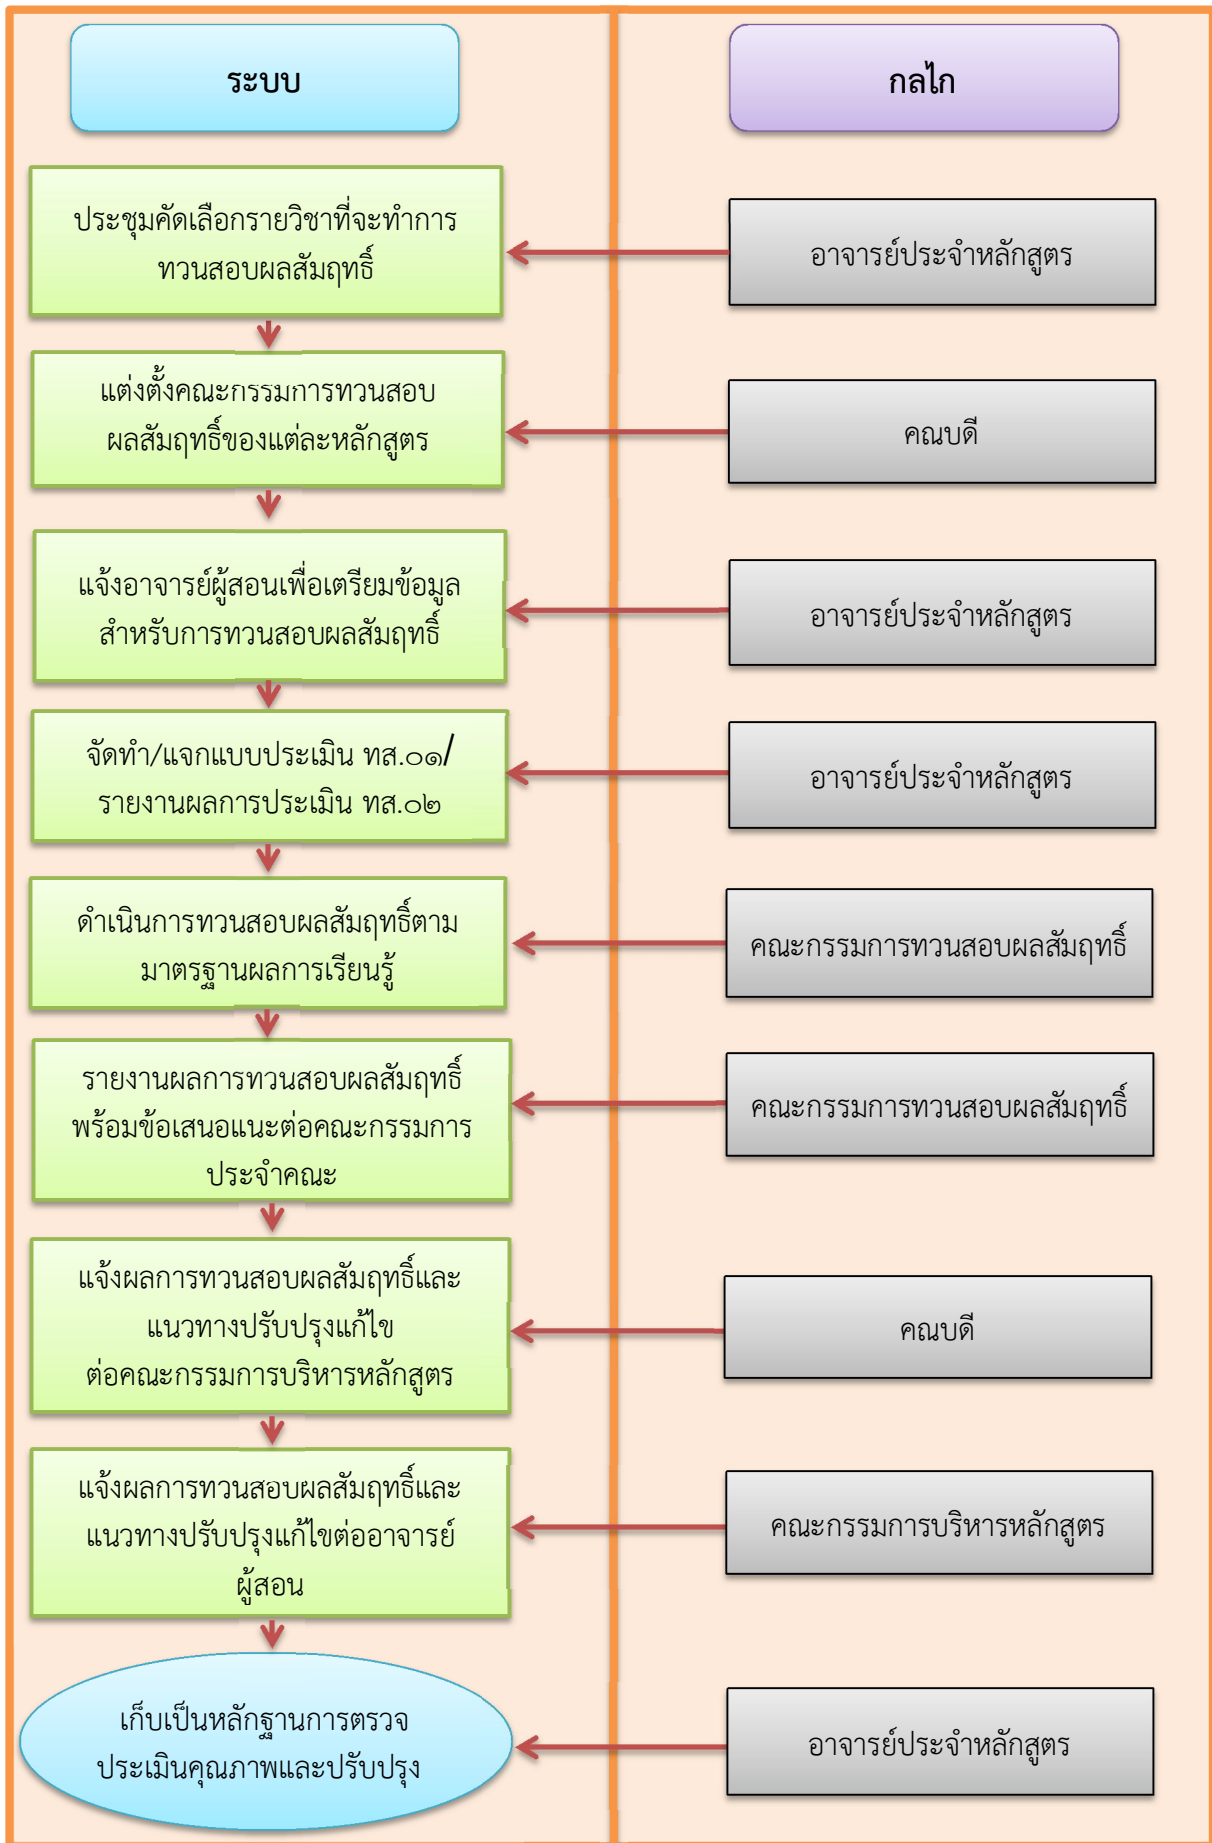 ระบบ
กลไก
ประชุมคัดเลือกรายวิชาที่จะทำการ
ทวนสอบผลสัมฤทธิ์
อาจารย์ประจำหลักสูตร
แต่งตั้งคณะกรรมการทวนสอบ
ผลสัมฤทธิ์ของแต่ละหลักสูตร
คณบดี
แจ้งอาจารย์ผู้สอนเพื่อเตรียมข้อมูล
สำหรับการทวนสอบผลสัมฤทธิ์
อาจารย์ประจำหลักสูตร
จัดทำ/แจกแบบประเมิน ทส.๐๑/
รายงานผลการประเมิน ทส.๐๒
อาจารย์ประจำหลักสูตร
ดำเนินการทวนสอบผลสัมฤทธิ์ตาม
มาตรฐานผลการเรียนรู้
คณะกรรมการทวนสอบผลสัมฤทธิ์
รายงานผลการทวนสอบผลสัมฤทธิ์
พร้อมข้อเสนอแนะต่อคณะกรรมการ
ประจำคณะ
คณะกรรมการทวนสอบผลสัมฤทธิ์
แจ้งผลการทวนสอบผลสัมฤทธิ์และ
แนวทางปรับปรุงแก้ไข
ต่อคณะกรรมการบริหารหลักสูตร
คณบดี
แจ้งผลการทวนสอบผลสัมฤทธิ์และ
แนวทางปรับปรุงแก้ไขต่ออาจารย์
ผู้สอน
คณะกรรมการบริหารหลักสูตร
เก็บเป็นหลักฐานการตรวจ
ประเมินคุณภาพและปรับปรุง
อาจารย์ประจำหลักสูตร